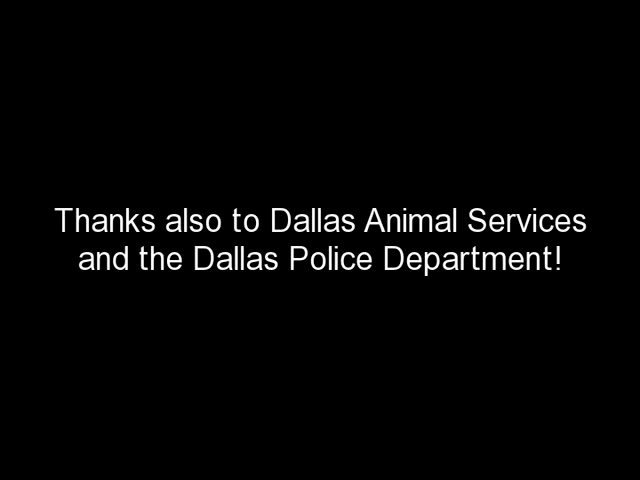 Thanks also to Dallas Animal Services
and the Dallas Police Department!